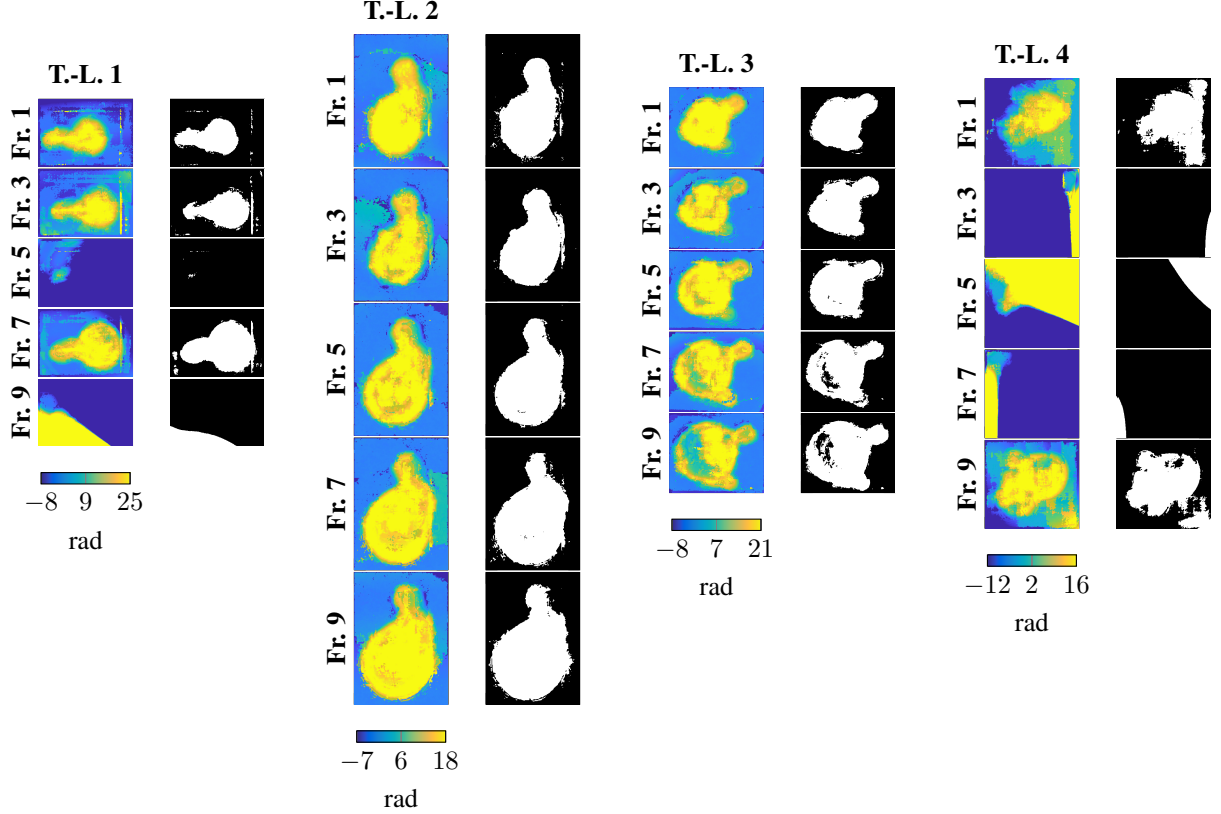 T.-L. 1
Fr. 1
Fr. 3
Fr. 5
Fr. 7
Fr. 9
−8 9 25
rad
T.-L. 2
Fr. 1
Fr. 3
Fr. 5
Fr. 7
Fr. 9
−7 6 18
rad
T.-L. 3
Fr. 1
Fr. 3
Fr. 5
Fr. 7
Fr. 9
−8 7 21
rad
T.-L. 4
Fr. 1
Fr. 3
Fr. 5
Fr. 7
Fr. 9
−12 2 16
rad